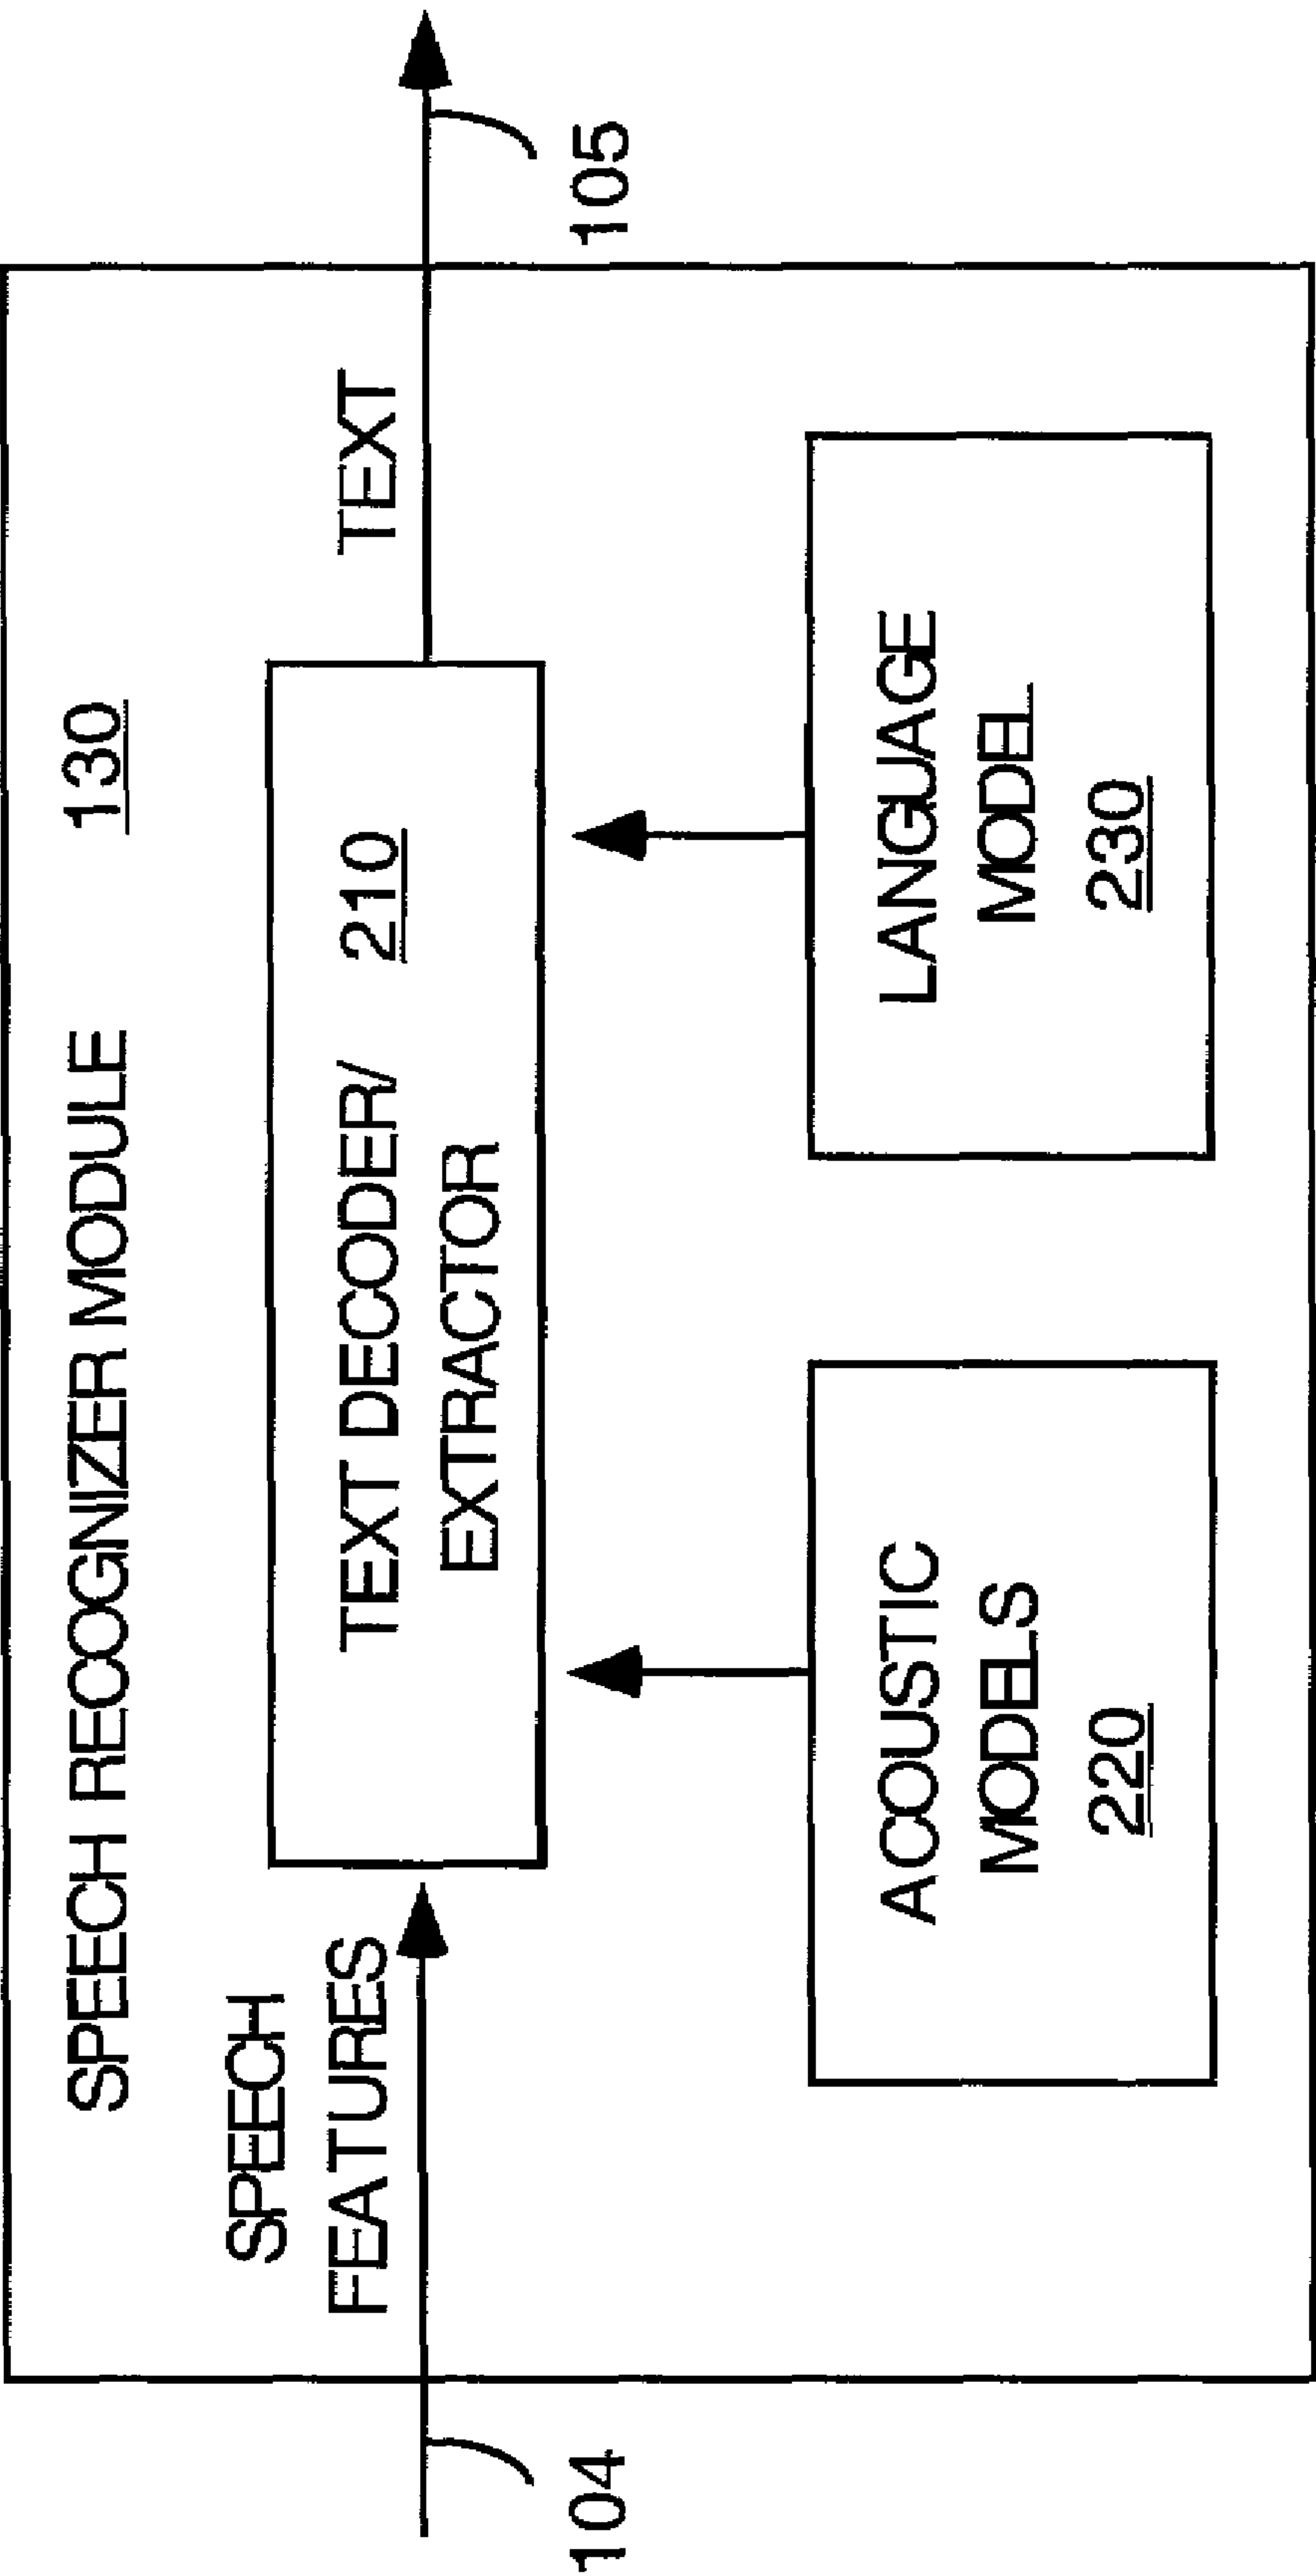 SPEECH RECOGNIZER MODULE 130
SPEECH
FEATURES
TEXT DECODER/ 210
EXTRACTOR
TEXT
104
105
ACOUSTIC
MODELS
220
LANGUAGE
MODEL
230